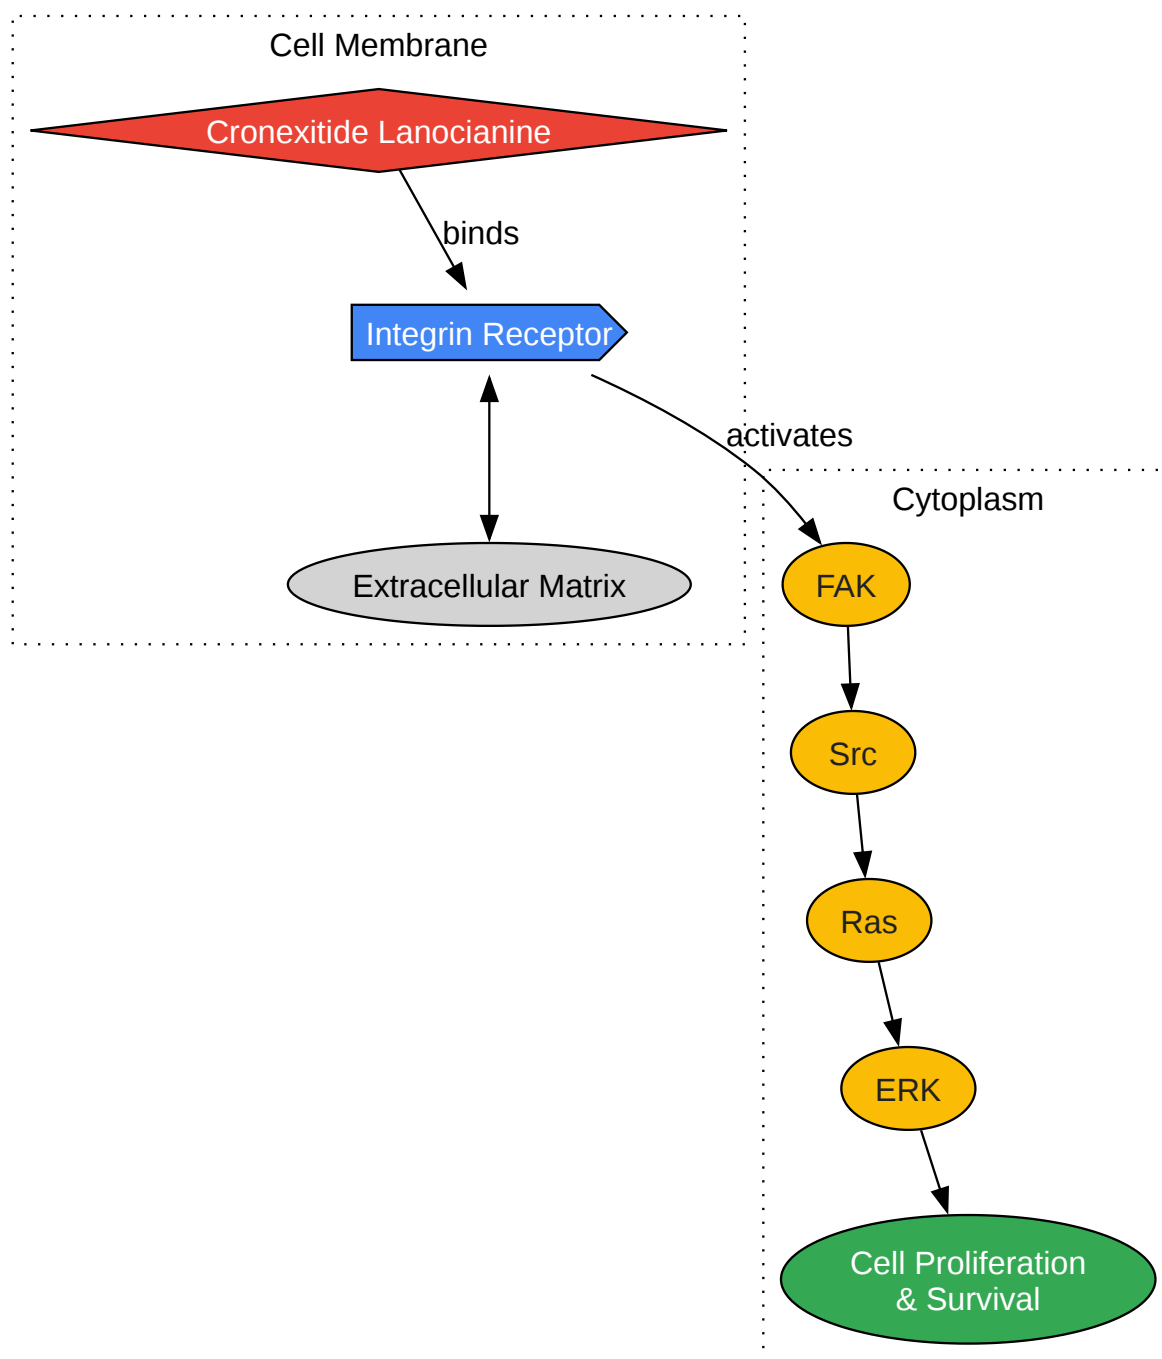 Cell Membrane
Cronexitide Lanocianine
binds
Integrin Receptor
activates
Cytoplasm
Extracellular Matrix
FAK
Src
Ras
ERK
Cell Proliferation
& Survival